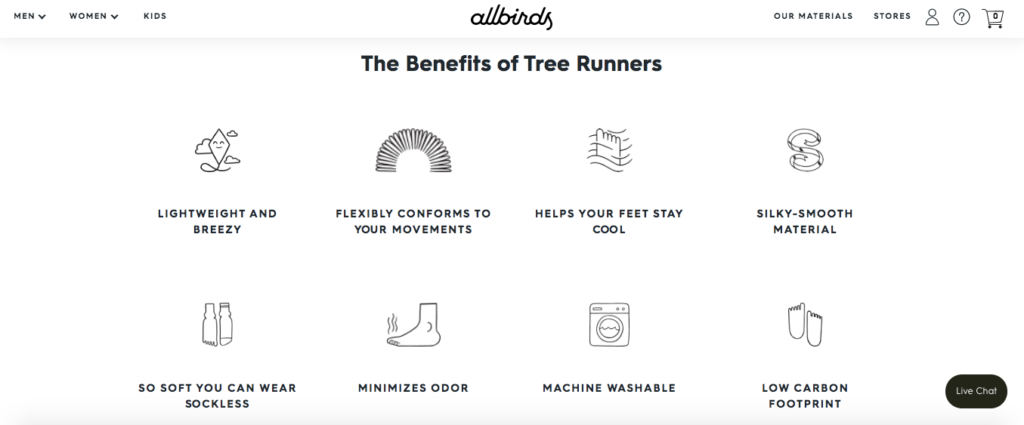 MEN
WOMEN
KIDS
allbirds
OUR MATERIALS
STORES
?
0
The Benefits of Tree Runners
LIGHTWEIGHT AND
BREEZY
FLEXIBLY CONFORMS TO
YOUR MOVEMENTS
HELPS YOUR FEET STAY
COOL
SILKY-SMOOTH
MATERIAL
SO SOFT YOU CAN WEAR
SOCKLESS
MINIMIZES ODOR
MACHINE WASHABLE
LOW CARBON
FOOTPRINT
Live Chat